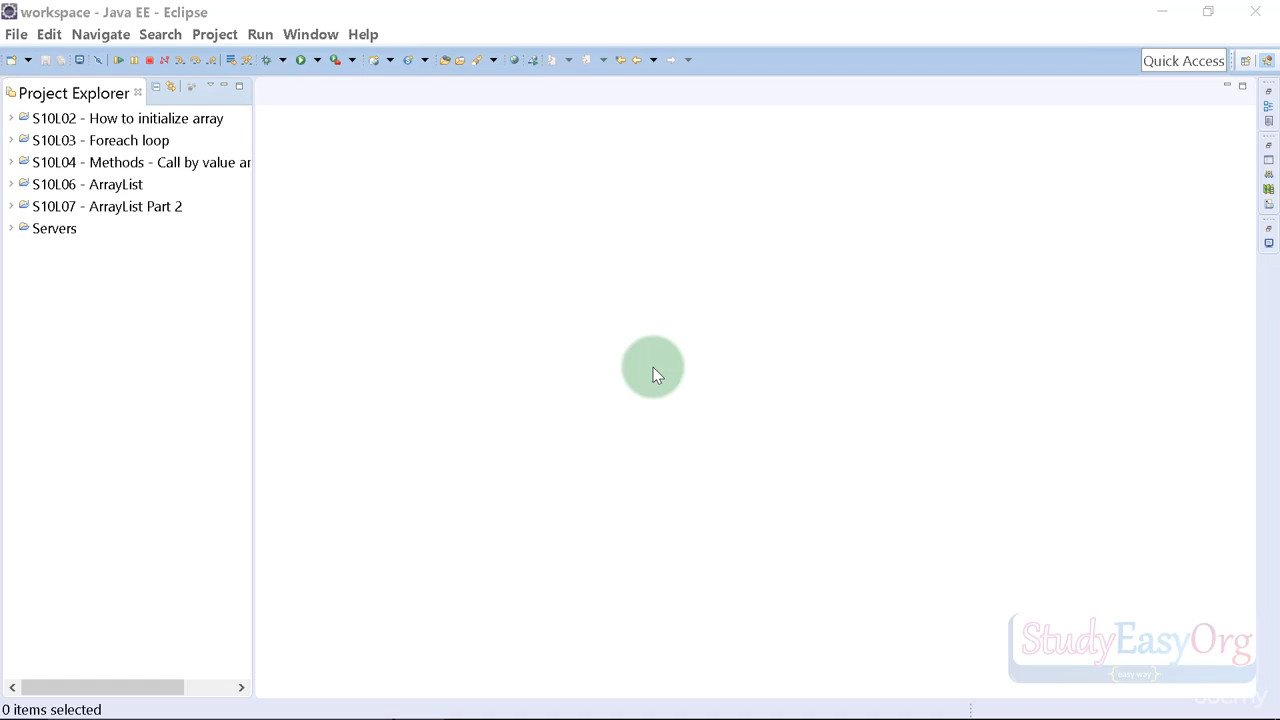 workspace - Java EE - Eclipse
File Edit Navigate Search Project Run Window Help
Quick Access
Project Explorer
S10L02 - How to initialize array
S10L03 - Foreach loop
S10L04 - Methods - Call by value ar
S10L06 - ArrayList
S10L07 - ArrayList Part 2
Servers
StudyEasyOrg
easy way
0 items selected